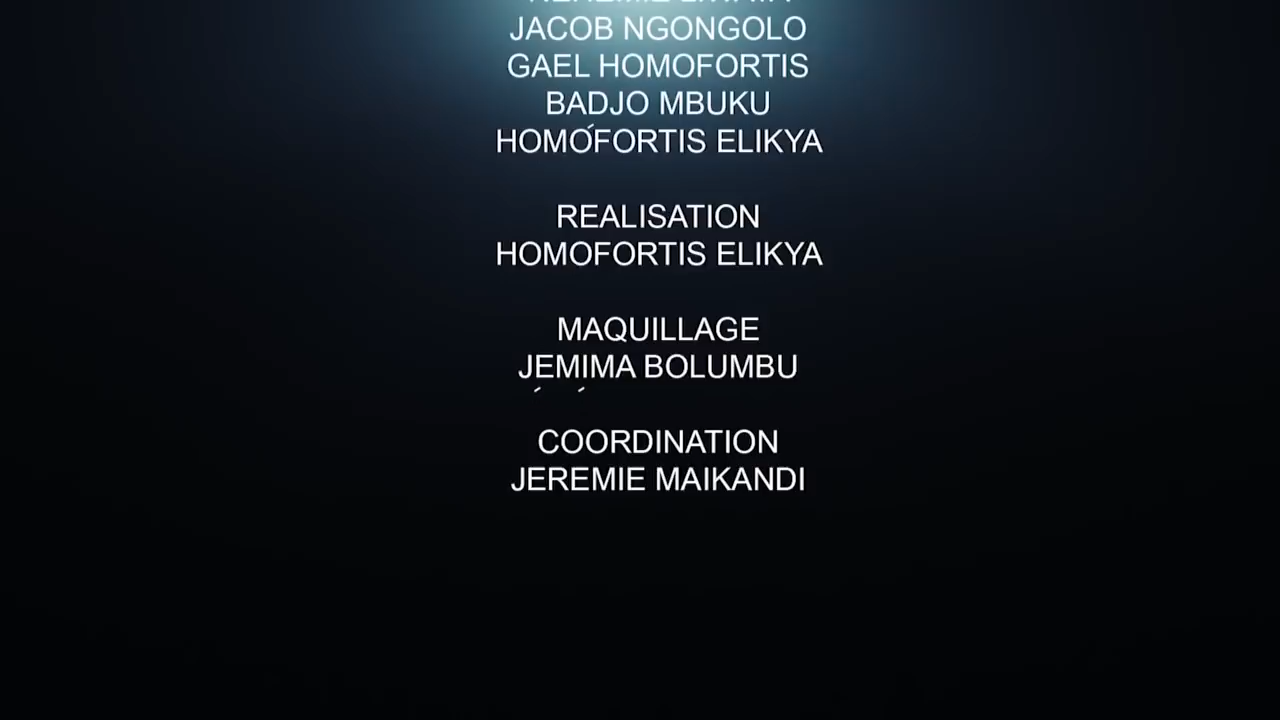 JACOB NGONGOLO
GAEL HOMOFORTIS
BADJO MBUKU
HOMOFORTIS ELIKYA
REALISATION
HOMOFORTIS ELIKYA
MAQUILLAGE
JEMIMA BOLUMBU
COORDINATION
JEREMIE MAIKANDI